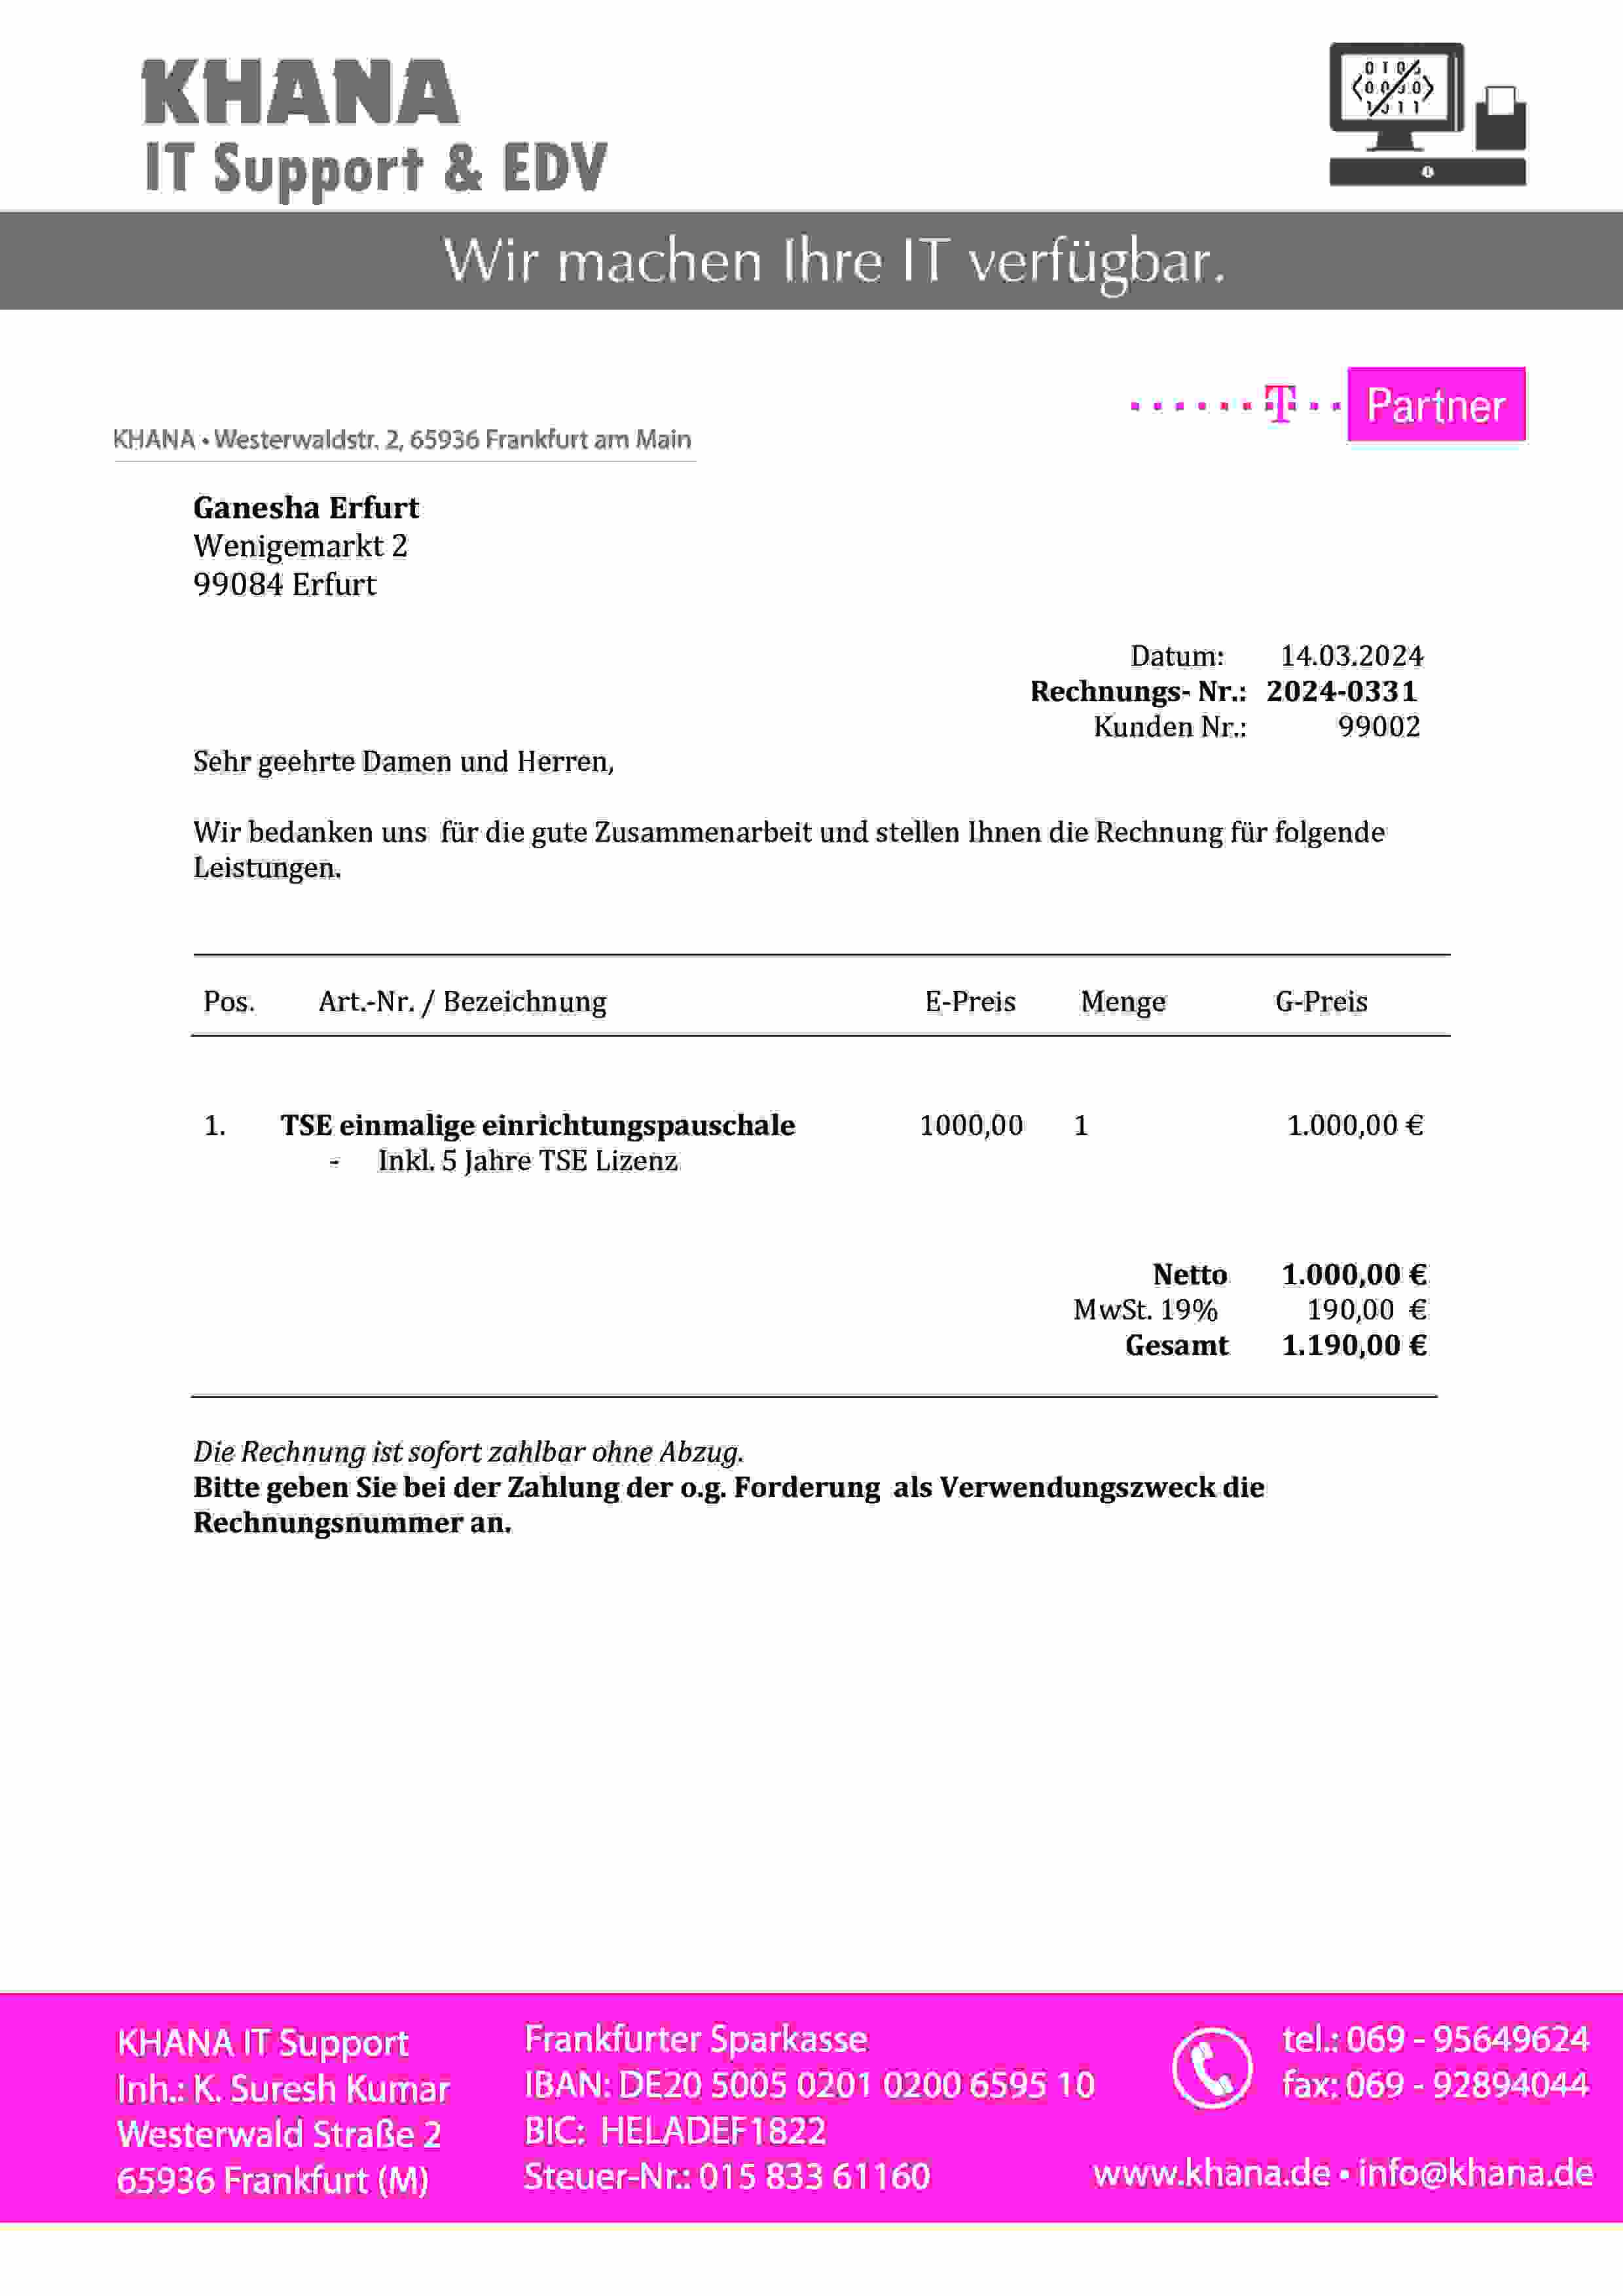 KHANA
IT Support & EDV
Wir machen Ihre IT verfügbar.
T Partner
KHANA • Westerwaldstr. 2, 65936 Frankfurt am Main
Ganesha Erfurt
Wenigemarkt 2
99084 Erfurt
Datum: 14.03.2024
Rechnungs- Nr.: 2024-0331
Kunden Nr.: 99002
Sehr geehrte Damen und Herren,
Wir bedanken uns für die gute Zusammenarbeit und stellen Ihnen die Rechnung für folgende
Leistungen.
Pos. Art.-Nr. / Bezeichnung E-Preis Menge G-Preis
1. TSE einmalige einrichtungspauschale 1000,00 1 1.000,00 €
- Inkl. 5 Jahre TSE Lizenz
Netto 1.000,00 €
MwSt. 19% 190,00 €
Gesamt 1.190,00 €
Die Rechnung ist sofort zahlbar ohne Abzug.
Bitte geben Sie bei der Zahlung der o.g. Forderung als Verwendungszweck die
Rechnungsnummer an.
KHANA IT Support
Inh.: K. Suresh Kumar
Westerwald Straße 2
65936 Frankfurt (M)
Frankfurter Sparkasse
IBAN: DE20 5005 0201 0200 6595 10
BIC: HELADEF1822
Steuer-Nr.: 015 833 61160
tel.: 069 - 95649624
fax: 069 - 92894044
www.khana.de • info@khana.de